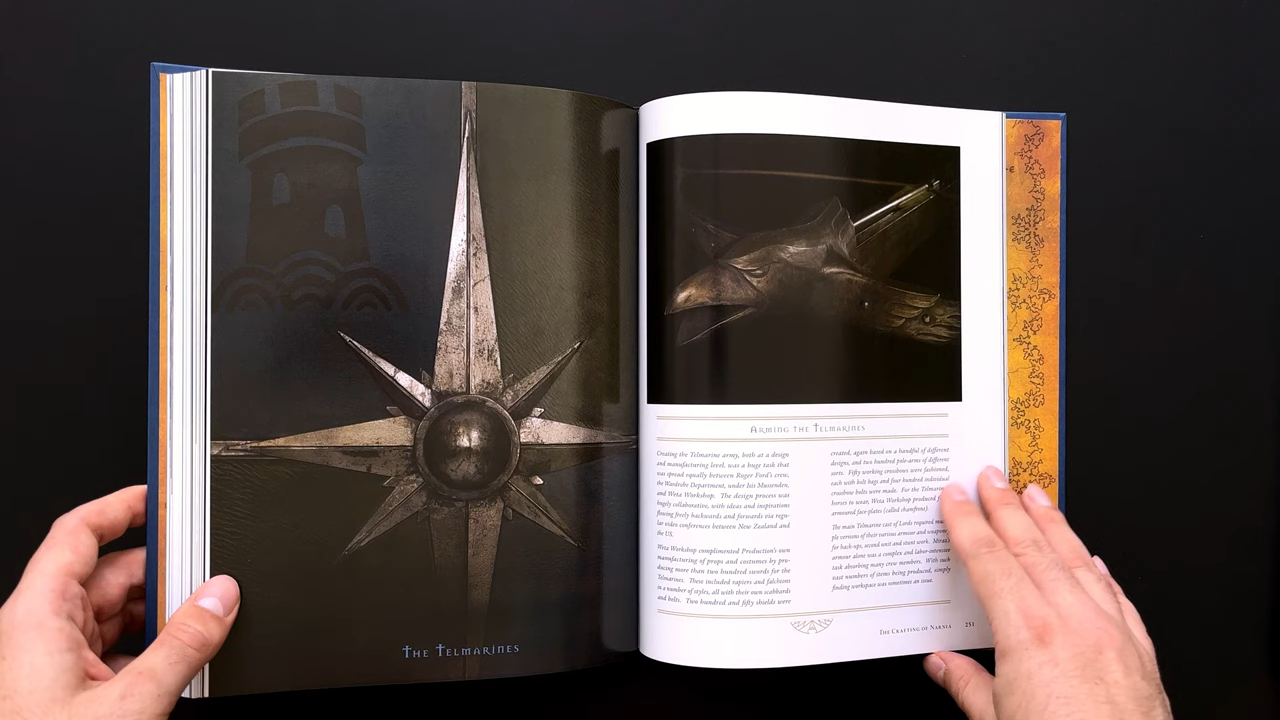 The Telmarines
Arming the Telmarines
Creating the Telmarine army, both at a design
and manufacturing level, was a huge task that
was spread equally between Roger Ford's crew,
the Wardrobe Department, under Isis Mussenden,
and Weta Workshop. The design process was
hugely collaborative, with ideas and inspirations
flowing freely backwards and forwards via regu-
lar video conferences between New Zealand and
the US.
Weta Workshop complimented Production's own
manufacturing of props and costumes by pro-
ducing more than two hundred swords for the
Telmarines. These included rapiers and falchions
in a number of styles, all with their own scabbards
and belts. Two hundred and fifty shields were
created, again based on a handful of different
designs, and two hundred pole-arms of different
sorts. Fifty working crossbows were fashioned,
each with bolt bags and four hundred individual
crossbow bolts were made. For the Telmarine
horses to wear, Weta Workshop produced
armoured face plates (called chamfrons).
The main Telmarine cast of Lords required
ple versions of their various armour and weapons
for back-ups, second unit and stunt work. Miraz's
armour alone was a complex and labor-intensive
task absorbing many crew members. With such
vast numbers of items being produced, simply
finding workspace was sometimes an issue.
The Crafting of Narnia 251